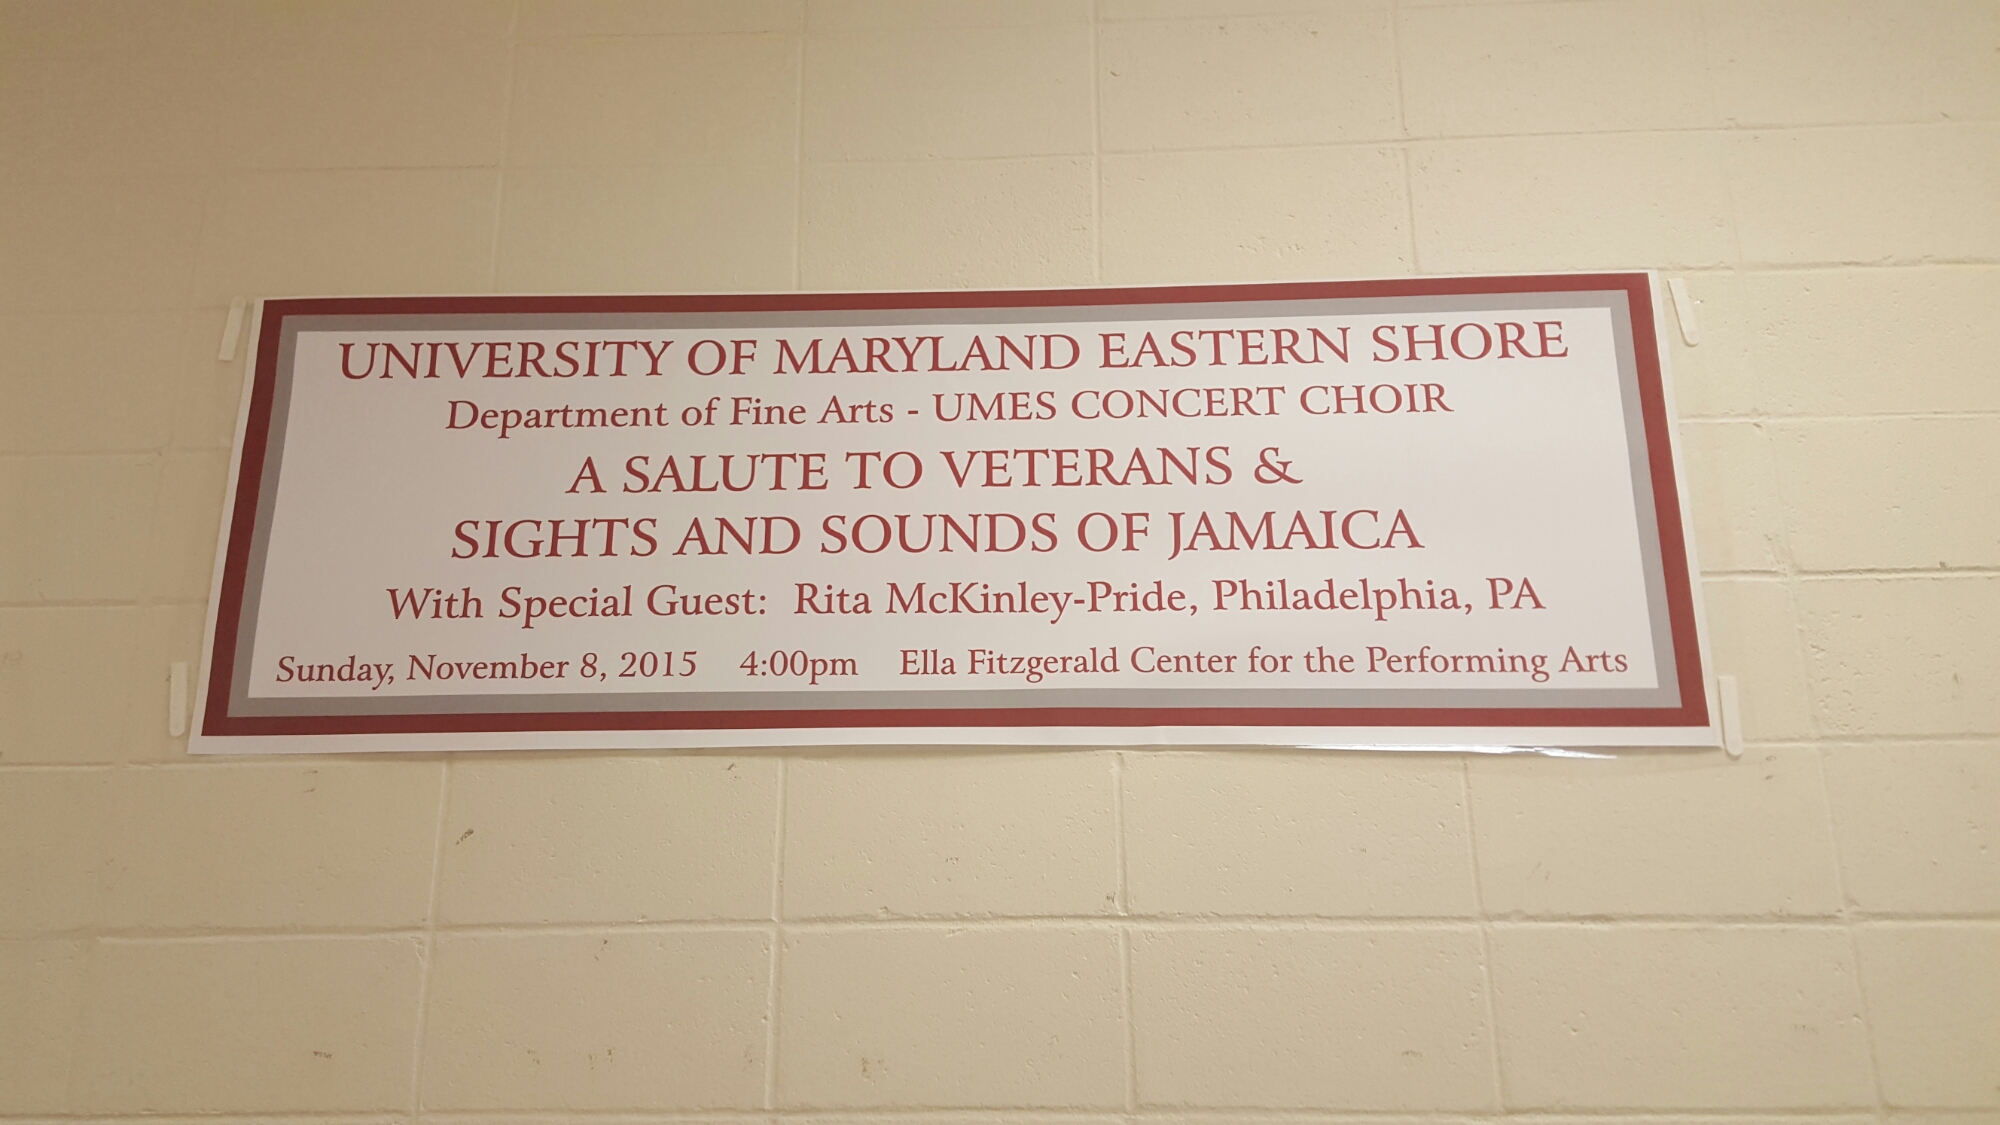 UNIVERSITY OF MARYLAND EASTERN SHORE
Department of Fine Arts - UMES CONCERT CHOIR
A SALUTE TO VETERANS &
SIGHTS AND SOUNDS OF JAMAICA
With Special Guest: Rita McKinley-Pride, Philadelphia, PA
Sunday, November 8, 2015 4:00pm Ella Fitzgerald Center for the Performing Arts